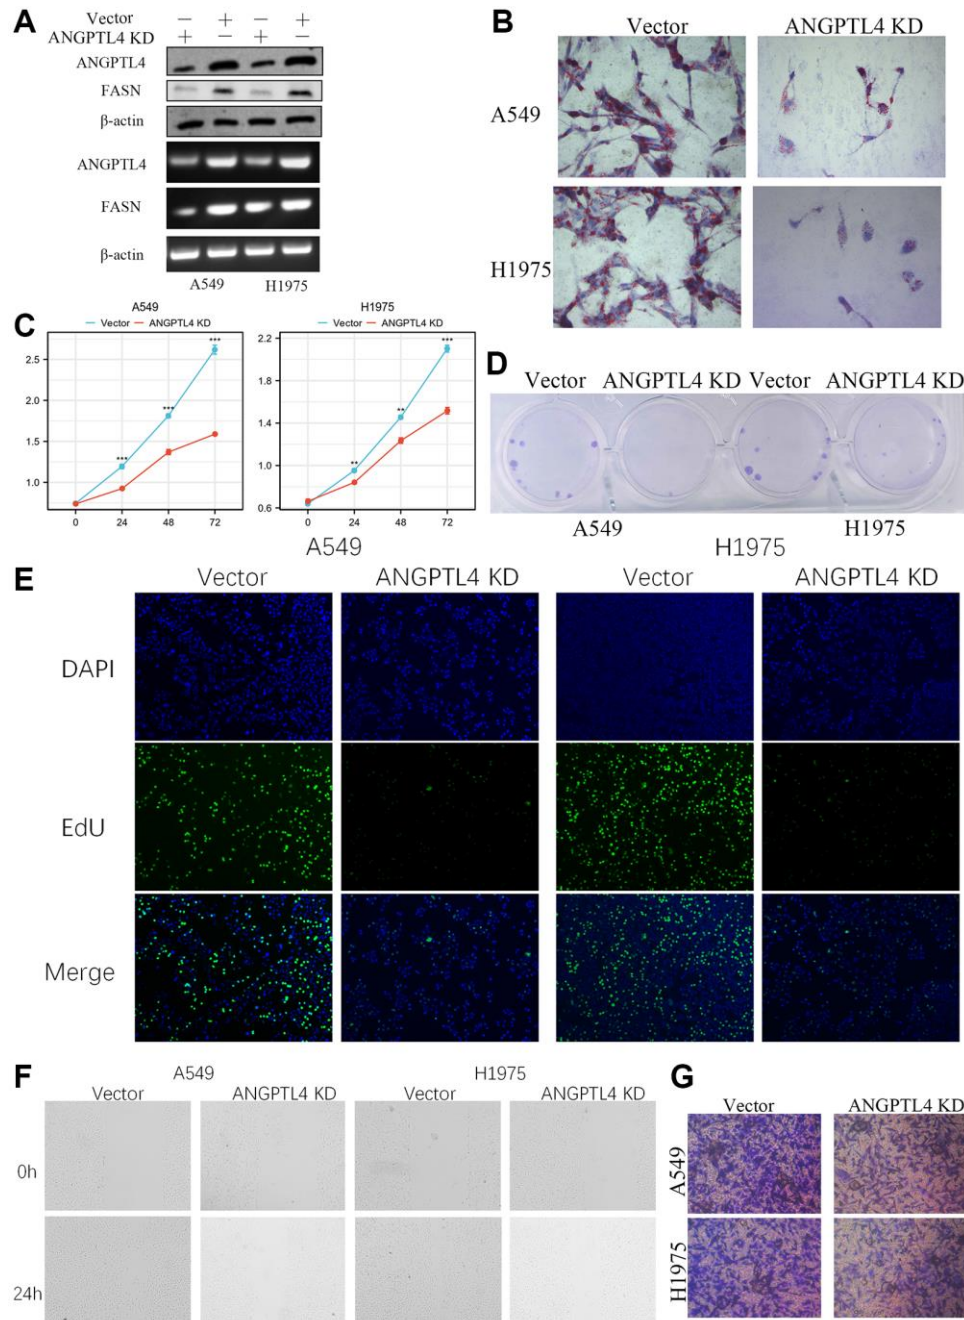 A
Vector — + — +
ANGPTL4 KD + — + —
ANGPTL4
FASN
β-actin
ANGPTL4
FASN
β-actin
A549 H1975
B
Vector ANGPTL4 KD
A549
H1975
C
A549
Vector ANGPTL4 KD
2.5
2.0
1.5
1.0
*** *** ***
0 24 48 72
H1975
Vector ANGPTL4 KD
2.2
1.8
1.4
1.0
0.6
** ** ***
0 24 48 72
D
Vector ANGPTL4 KD Vector ANGPTL4 KD
A549 H1975
E
A549 H1975
Vector ANGPTL4 KD Vector ANGPTL4 KD
DAPI
EdU
Merge
F
A549 H1975
Vector ANGPTL4 KD Vector ANGPTL4 KD
0h
24h
G
Vector ANGPTL4 KD
A549
H1975